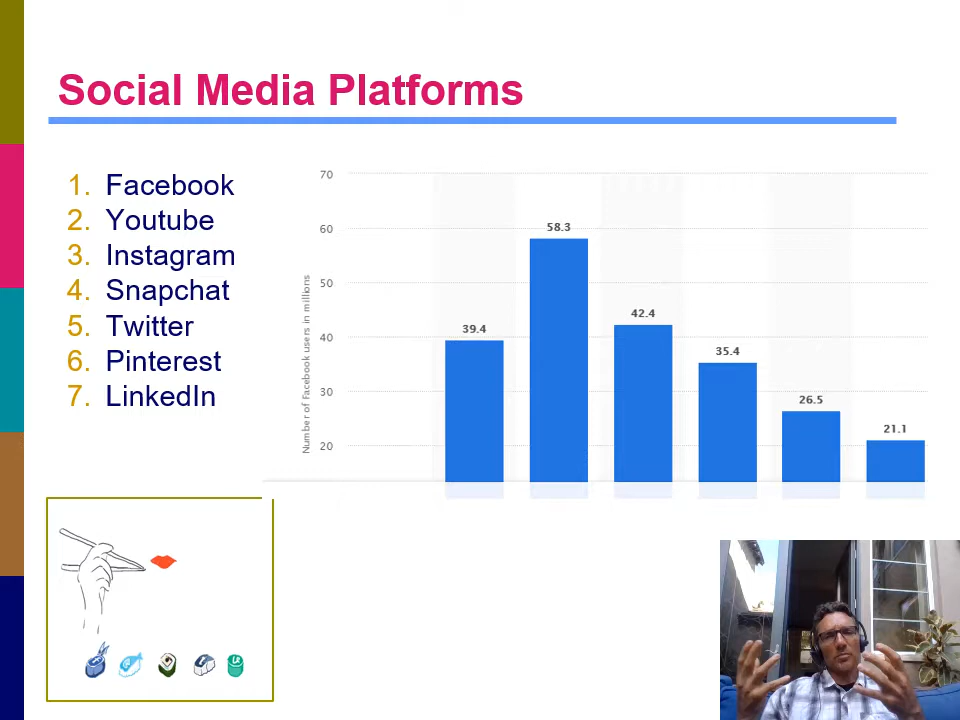 Social Media Platforms
1. Facebook
2. Youtube
3. Instagram
4. Snapchat
5. Twitter
6. Pinterest
7. LinkedIn
Number of Facebook users in millions
70
60
50
40
30
20
39.4
58.3
42.4
35.4
26.5
21.1